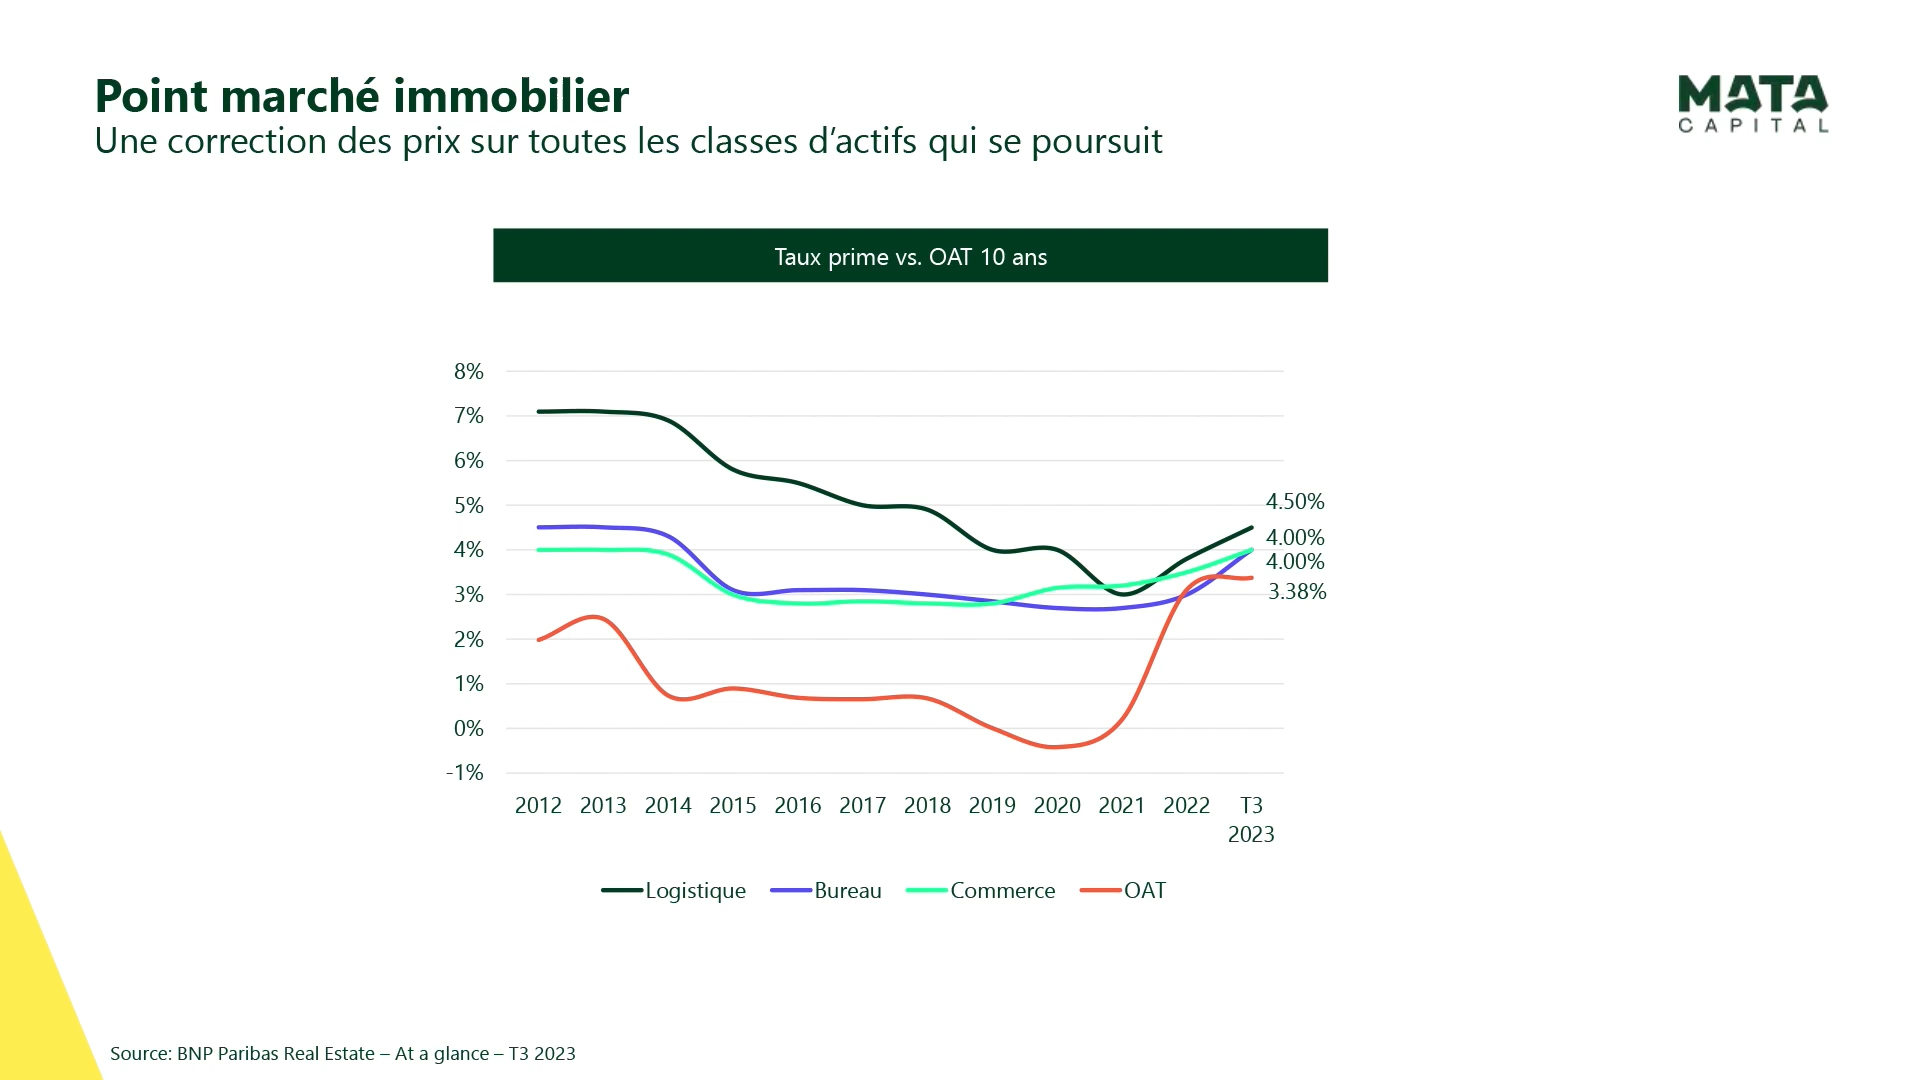 Point marché immobilier
Une correction des prix sur toutes les classes d’actifs qui se poursuit
MATA
CAPITAL
Taux prime vs. OAT 10 ans
8%
7%
6%
5%
4%
3%
2%
1%
0%
-1%
4.50%
4.00%
4.00%
3.38%
2012 2013 2014 2015 2016 2017 2018 2019 2020 2021 2022 T3
2023
Logistique Bureau Commerce OAT
Source: BNP Paribas Real Estate – At a glance – T3 2023